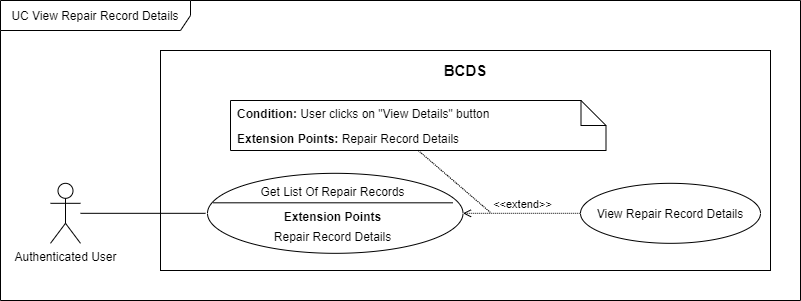 UC View Repair Record Details
BCDS
Condition: User clicks on "View Details" button
Extension Points: Repair Record Details
Get List Of Repair Records
Extension Points
Repair Record Details
<<extend>>
View Repair Record Details
Authenticated User